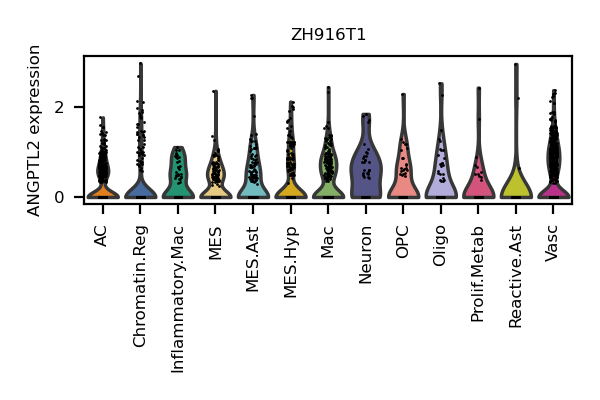 ZH916T1
ANGPTL2 expression
2
0
AC
Chromatin.Reg
Inflammatory.Mac
MES
MES.Ast
MES.Hyp
Mac
Neuron
OPC
Oligo
Prolif.Metab
Reactive.Ast
Vasc